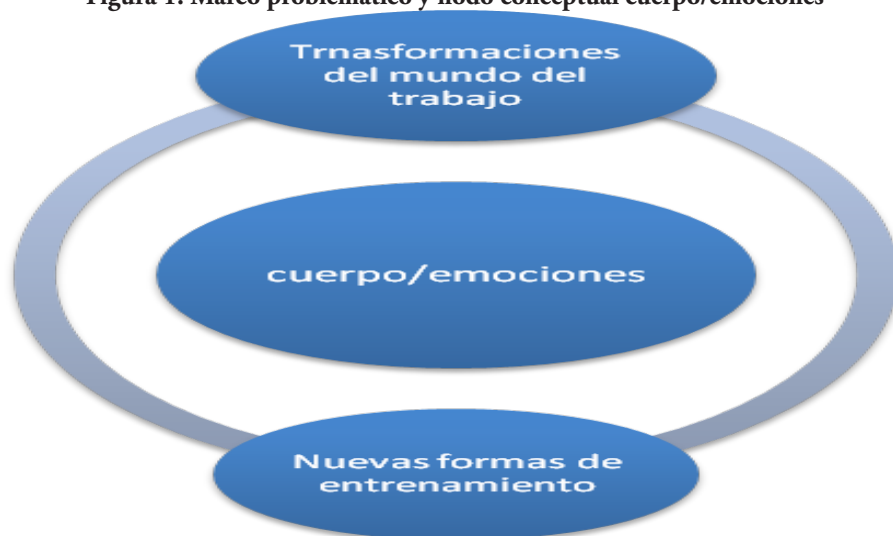 Figura 1. Marco problemático y nodo conceptual cuerpo/emociones
Trnasformaciones
del mundo del
trabajo
cuerpo/emociones
Nuevas formas de
entrenamiento